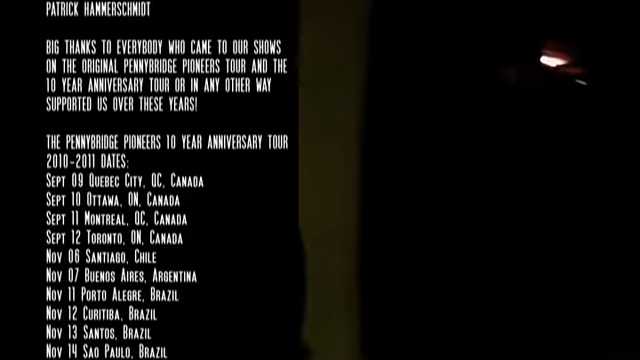 PATRICK HAMMERSCHMIDT
BIG THANKS TO EVERYBODY WHO CAME TO OUR SHOWS
ON THE ORIGINAL PENNYBRIDGE PIONEERS TOUR AND THE
10 YEAR ANNIVERSARY TOUR OR IN ANY OTHER WAY
SUPPORTED US OVER THESE YEARS!
THE PENNYBRIDGE PIONEERS 10 YEAR ANNIVERSARY TOUR
2010-2011 DATES:
SEPT 09 QUEBEC CITY, QC, CANADA
SEPT 10 OTTAWA, ON, CANADA
SEPT 11 MONTREAL, QC, CANADA
SEPT 12 TORONTO, ON, CANADA
NOV 06 SANTIAGO, CHILE
NOV 07 BUENOS AIRES, ARGENTINA
NOV 11 PORTO ALEGRE, BRAZIL
NOV 12 CURITIBA, BRAZIL
NOV 13 SANTOS, BRAZIL
NOV 14 SAO PAULO, BRAZIL